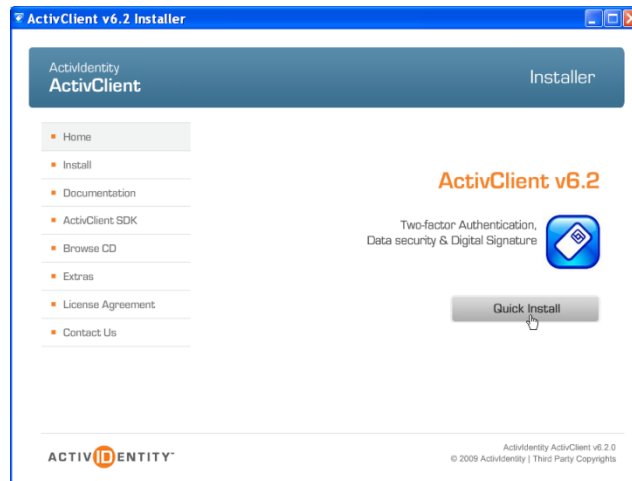 ActivClient v6.2 Installer
ActivIdentity
ActivClient
Installer
Home
Install
Documentation
ActivClient SDK
Browse CD
Extras
License Agreement
Contact Us
ActivClient v6.2
Two-factor Authentication,
Data security & Digital Signature
Quick Install
ACTIVIDENTITY™
ActivIdentity ActivClient v6.2.0
© 2009 ActivIdentity | Third Party Copyrights